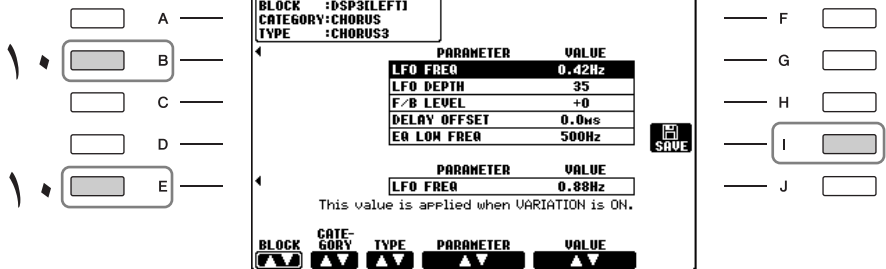 BLOCK :DSP3[LEFT]
CATEGORY:CHORUS
TYPE :CHORUS3
A
B
C
D
E
F
G
H
I
J
١٠
١٠
PARAMETER VALUE
LFO FREQ 0.42Hz
LFO DEPTH 35
F/B LEVEL +0
DELAY OFFSET 0.0ms
EQ LOW FREQ 500Hz
SAVE
PARAMETER VALUE
LFO FREQ 0.88Hz
This value is applied when VARIATION is ON.
BLOCK CATE-GORY TYPE PARAMETER VALUE